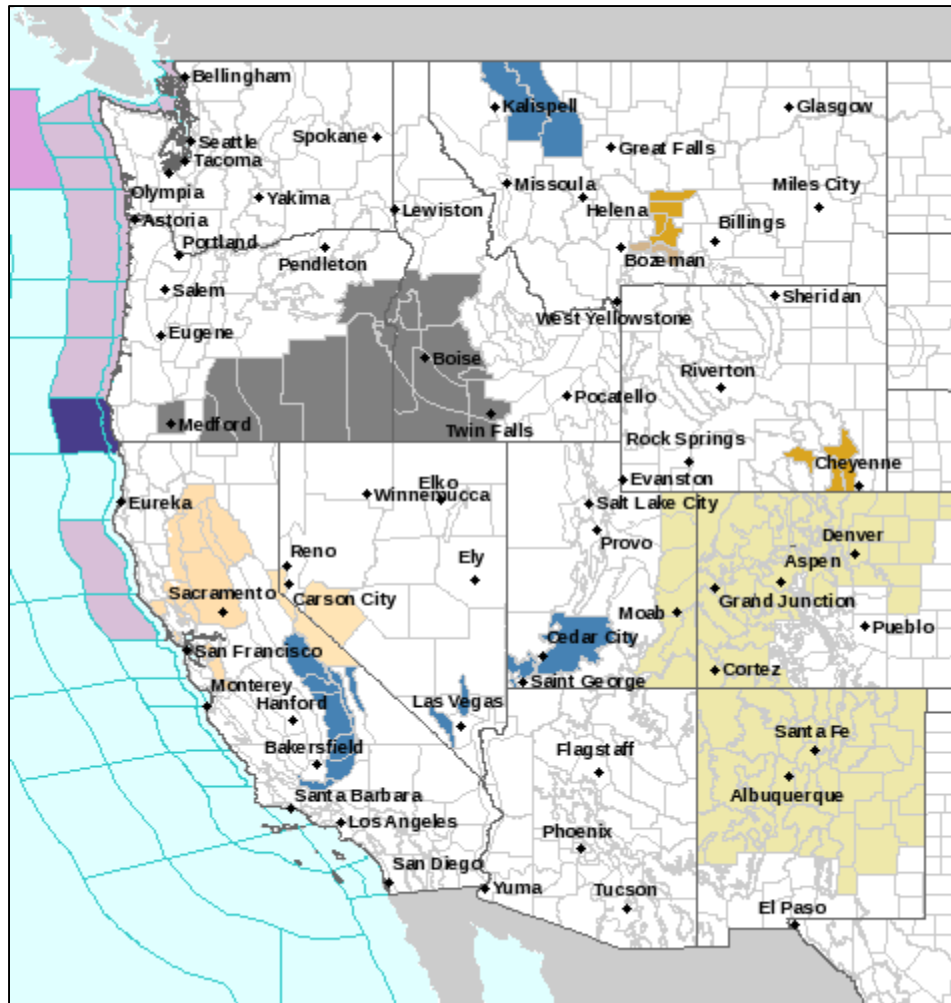 Bellingham
Kalispell
Glasgow
Seattle
Spokane
Great Falls
Tacoma
Olympia
Yakima
Missoula
Miles City
Astoria
Lewiston
Helena
Billings
Portland
Pendleton
Bozeman
Salem
West Yellowstone
Sheridan
Eugene
Boise
Riverton
Medford
Twin Falls
Pocatello
Rock Springs
Cheyenne
Eureka
Winnemucca
Elko
Evanston
Salt Lake City
Reno
Ely
Provo
Denver
Aspen
Sacramento
Carson City
Moab
Grand Junction
Pueblo
San Francisco
Cedar City
Cortez
Monterey
Saint George
Hanford
Las Vegas
Santa Fe
Bakersfield
Flagstaff
Albuquerque
Santa Barbara
Los Angeles
Phoenix
San Diego
Yuma
Tucson
El Paso